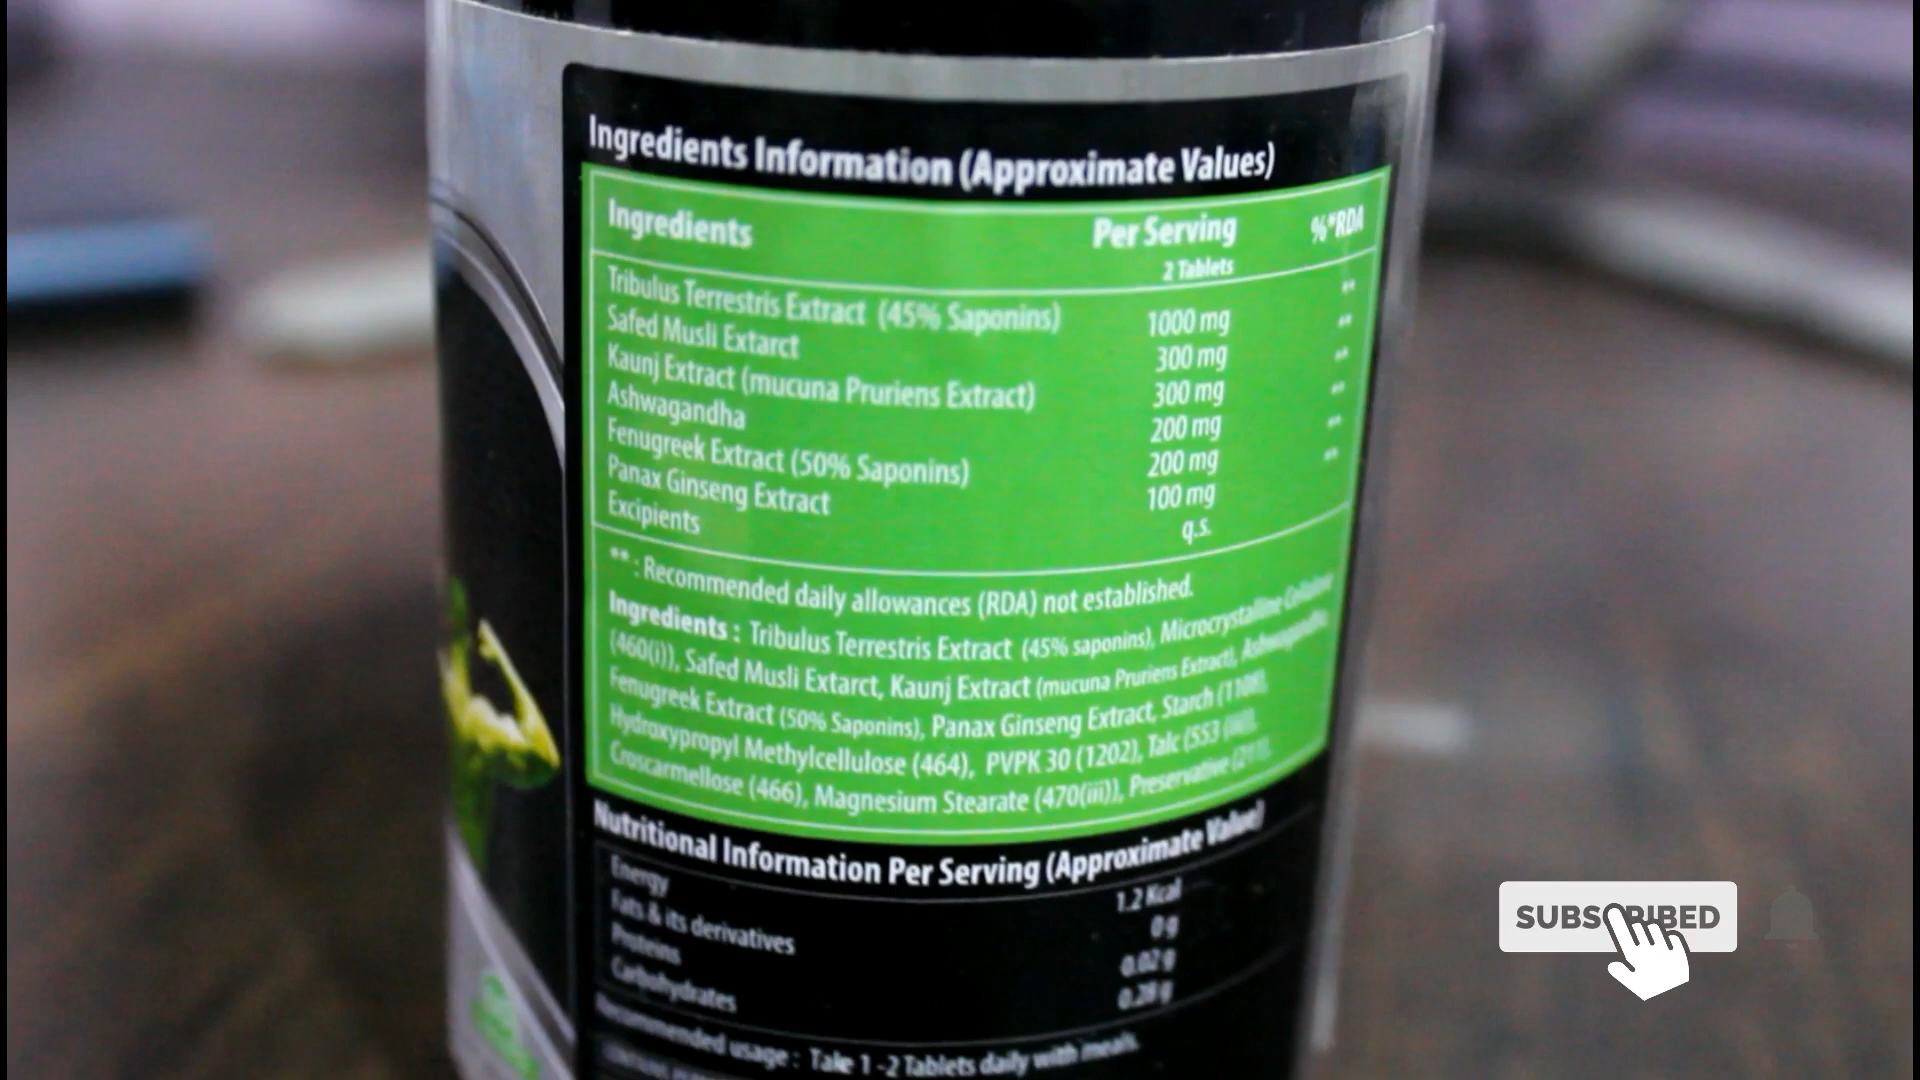 Ingredients Information (Approximate Values)
Ingredients Per Serving %*RDA
2 Tablets
Tribulus Terrestris Extract (45% Saponins) 1000 mg **
Safed Musli Extarct 300 mg **
Kaunj Extract (mucuna Pruriens Extract) 300 mg **
Ashwagandha 200 mg **
Fenugreek Extract (50% Saponins) 200 mg **
Panax Ginseng Extract 100 mg **
Excipients q.s.
** : Recommended daily allowances (RDA) not established.
Ingredients : Tribulus Terrestris Extract (45% saponins), Microcrystalline Cellulose
(460(i)), Safed Musli Extarct, Kaunj Extract (mucuna Pruriens Extract), Ashwagandha,
Fenugreek Extract (50% Saponins), Panax Ginseng Extract, Starch
Hydroxypropyl Methylcellulose (464), PVPK 30 (1202), Talc (553
Croscarmellose (466), Magnesium Stearate (470(iii)), Preservative
Nutritional Information Per Serving (Approximate Value)
Energy 1.2 Kcal
Fats & its derivatives 0 g
Proteins 0.02 g
Carbohydrates 0.28 g
Recommended usage : Take 1 -2 Tablets daily with meals.
SUBSCRIBED